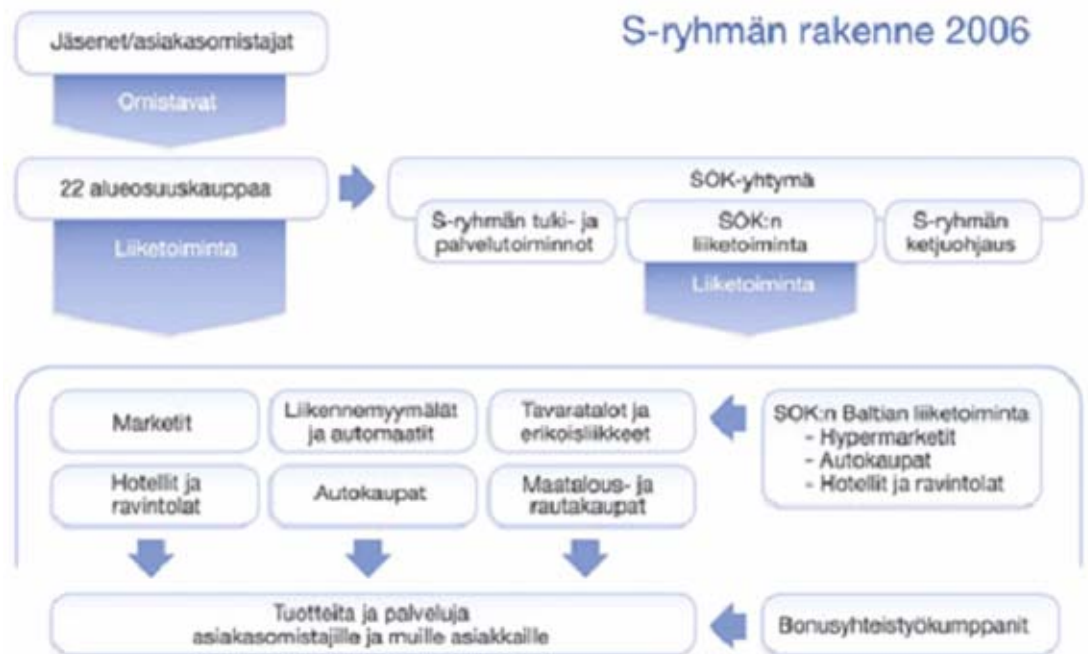 S-ryhmän rakenne 2006
Jäsenet/asiakasomistajat
Omistavat
22 alueosuuskauppaa
Liiketoiminta
SOK-yhtymä
S-ryhmän tuki- ja
palvelutoiminnot
SOK:n
liiketoiminta
S-ryhmän
ketjuohjaus
Liiketoiminta
Marketit
Liikennemyymälät
ja automaatit
Tavaratalot ja
erikoisliikkeet
SOK:n Baltian liiketoiminta
- Hypermarketit
- Autokaupat
- Hotellit ja ravintolat
Hotellit ja
ravintolat
Autokaupat
Maatalous- ja
rautakaupat
Tuotteita ja palveluja
asiakasomistajille ja muille asiakkaille
Bonusyhteistyökumppanit